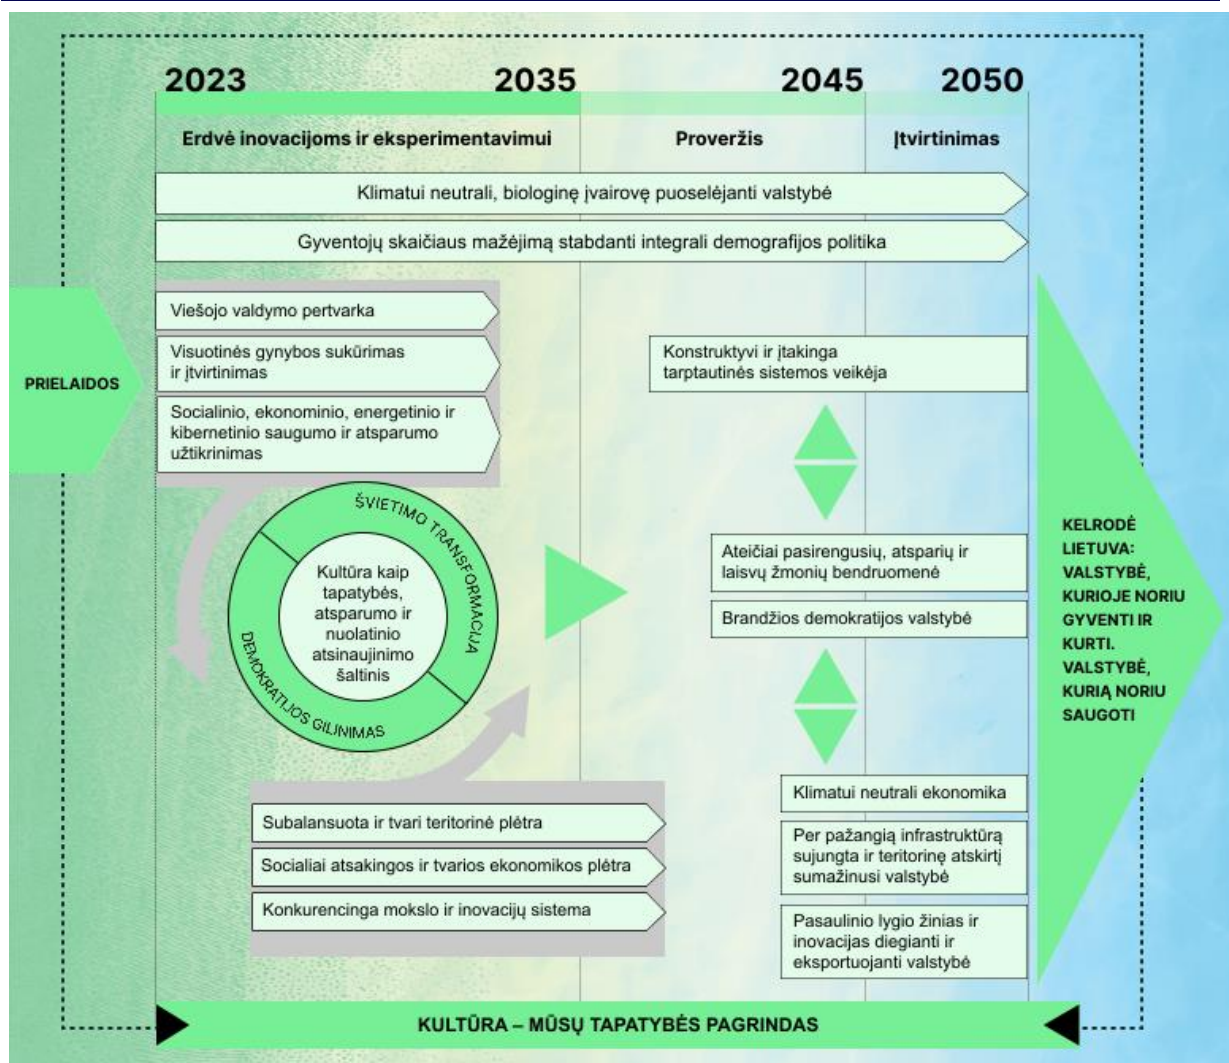 2023
2035
2045
2050
Erdvė inovacijoms ir eksperimentavimui
Proveržis
Įtvirtinimas
Klimatui neutrali, biologinę įvairovę puoselėjanti valstybė
Gyventojų skaičiaus mažėjimą stabdanti integrali demografijos politika
PRIELAIDOS
Viešojo valdymo pertvarka
Visuotinės gynybos sukūrimas
ir įtvirtinimas
Socialinio, ekonominio, energetinio ir
kibernetinio saugumo ir atsparumo
užtikrinimas
Konstruktyvi ir įtakinga
tarptautinės sistemos veikėja
ŠVIETIMO TRANSFORMACIJA
Kultūra kaip
tapatybės,
atsparumo ir
nuolatinio
atsinaujinimo
šaltinis
DEMOKRATIJOS GILINIMAS
Ateičiai pasirengusių, atsparių ir
laisvų žmonių bendruomenė
Brandžios demokratijos valstybė
KELRODĖ
LIETUVA:
VALSTYBĖ,
KURIOJE NORIU
GYVENTI IR
KURTI.
VALSTYBĖ,
KURIĄ NORIU
SAUGOTI
Subalansuota ir tvari teritorinė plėtra
Socialiai atsakingos ir tvarios ekonomikos plėtra
Konkurencinga mokslo ir inovacijų sistema
Klimatui neutrali ekonomika
Per pažangią infrastruktūrą
sujungta ir teritorinę atskirtį
sumažinusi valstybė
Pasaulinio lygio žinias ir
inovacijas diegianti ir
eksportuojanti valstybė
KULTŪRA – MŪSŲ TAPATYBĖS PAGRINDAS